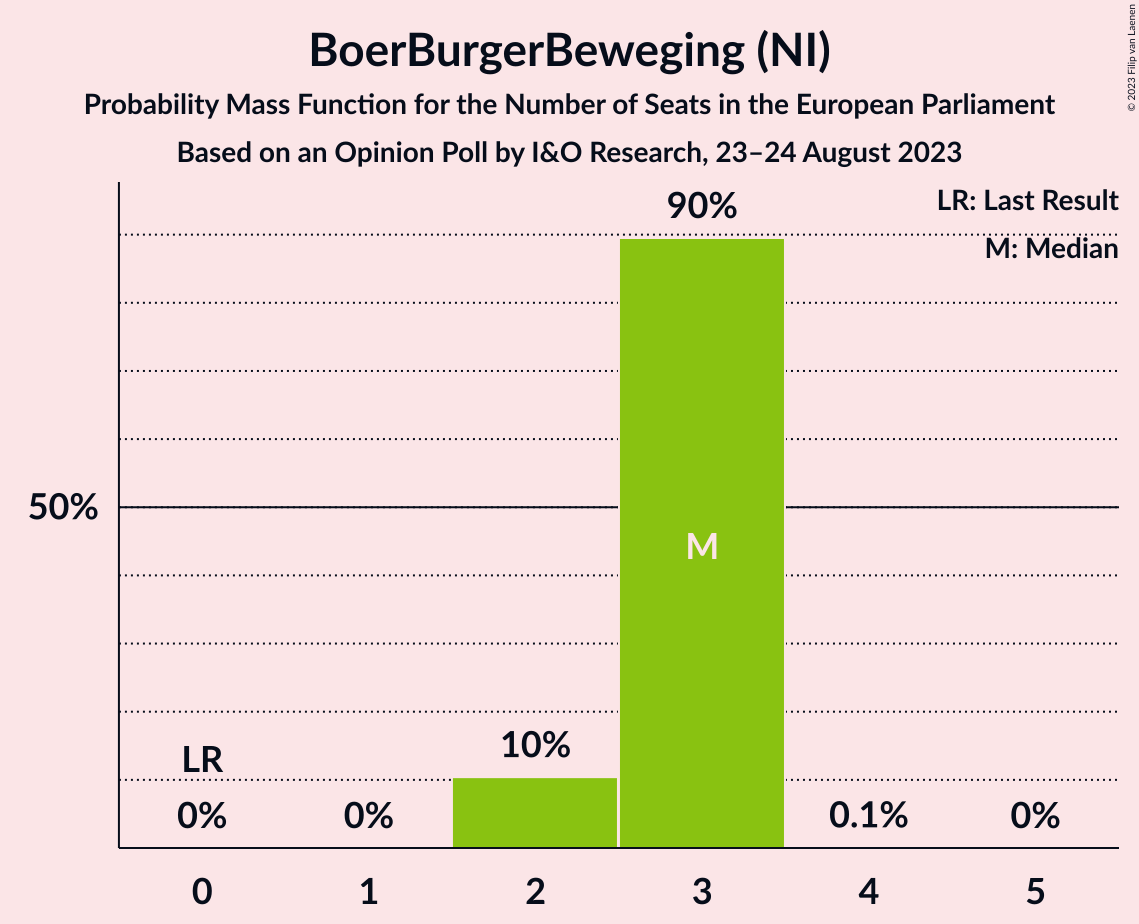 BoerBurgerBeweging (NI)
Probability Mass Function for the Number of Seats in the European Parliament
Based on an Opinion Poll by I&O Research, 23–24 August 2023
© 2023 Filip van Laenen
LR: Last Result
M: Median
90%
50%
M
LR
10%
0%
0%
0.1%
0%
0
1
2
3
4
5